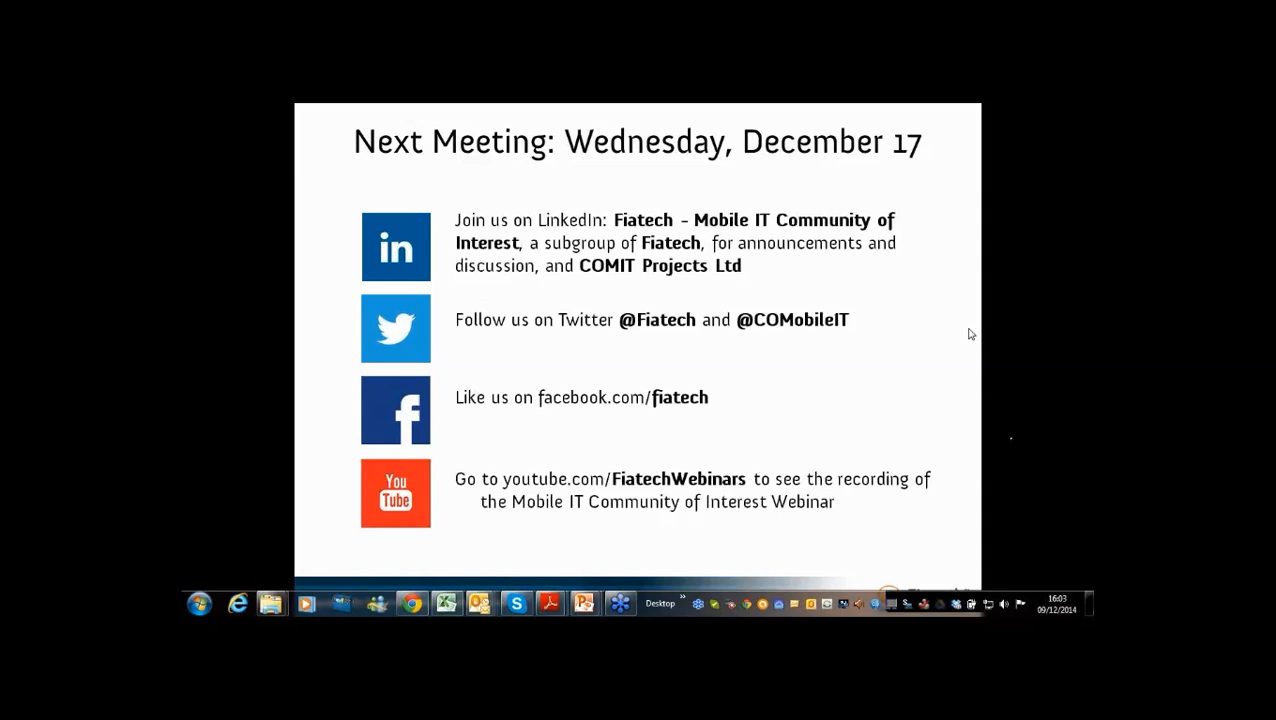 Next Meeting: Wednesday, December 17
in
Join us on LinkedIn: Fiatech - Mobile IT Community of
Interest, a subgroup of Fiatech, for announcements and
discussion, and COMIT Projects Ltd
Follow us on Twitter @Fiatech and @COMobileIT
f
Like us on facebook.com/fiatech
You
Tube
Go to youtube.com/FiatechWebinars to see the recording of
the Mobile IT Community of Interest Webinar
Desktop
16:03
09/12/2014